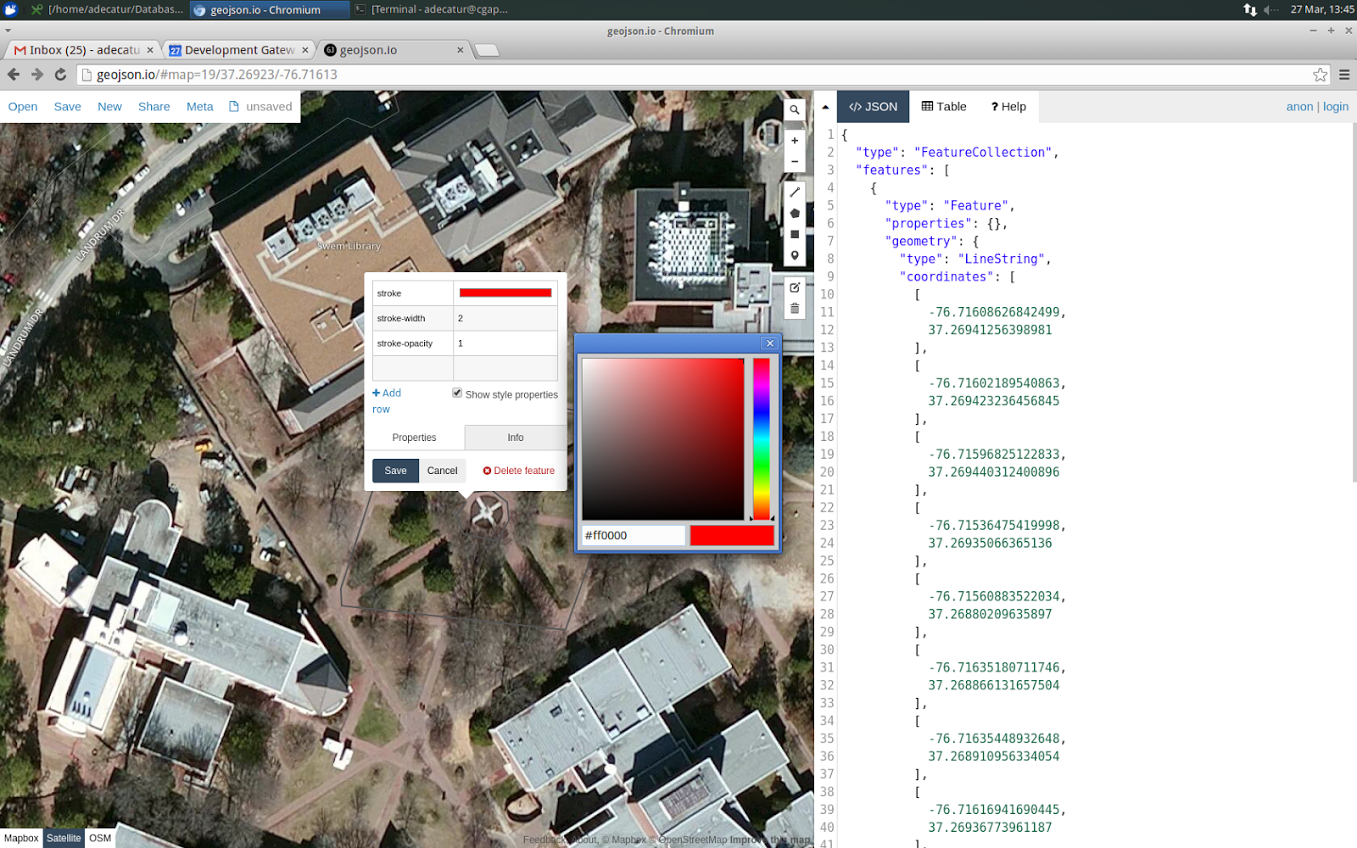 [/home/adecatur/Databas...
geojson.io - Chromium
[Terminal - adecatur@cgap...
27 Mar, 13:45
geojson.io - Chromium
Inbox (25) - adecatu
27 Development Gatew
geojson.io
geojson.io/#map=19/37.26923/-76.71613
Open Save New Share Meta unsaved
</> JSON Table ? Help
anon | login
LANDRUM DR
LANDRUM DR
Swem Library
stroke
stroke-width 2
stroke-opacity 1
+ Add row
Show style properties
Properties Info
Save Cancel Delete feature
#ff0000
1 {
2 "type": "FeatureCollection",
3 "features": [
4 {
5 "type": "Feature",
6 "properties": {},
7 "geometry": {
8 "type": "LineString",
9 "coordinates": [
10 [
11 -76.71608626842499,
12 37.26941256398981
13 ],
14 [
15 -76.71602189540863,
16 37.269423236456845
17 ],
18 [
19 -76.71596825122833,
20 37.269440312400896
21 ],
22 [
23 -76.71536475419998,
24 37.26935066365136
25 ],
26 [
27 -76.71560883522034,
28 37.26880209635897
29 ],
30 [
31 -76.71635180711746,
32 37.268866131657504
33 ],
34 [
35 -76.71635448932648,
36 37.268910956334054
37 ],
38 [
39 -76.71616941690445,
40 37.26936773961187
41 ],
Mapbox Satellite OSM
Feedback About, © Mapbox © OpenStreetMap Improve this map